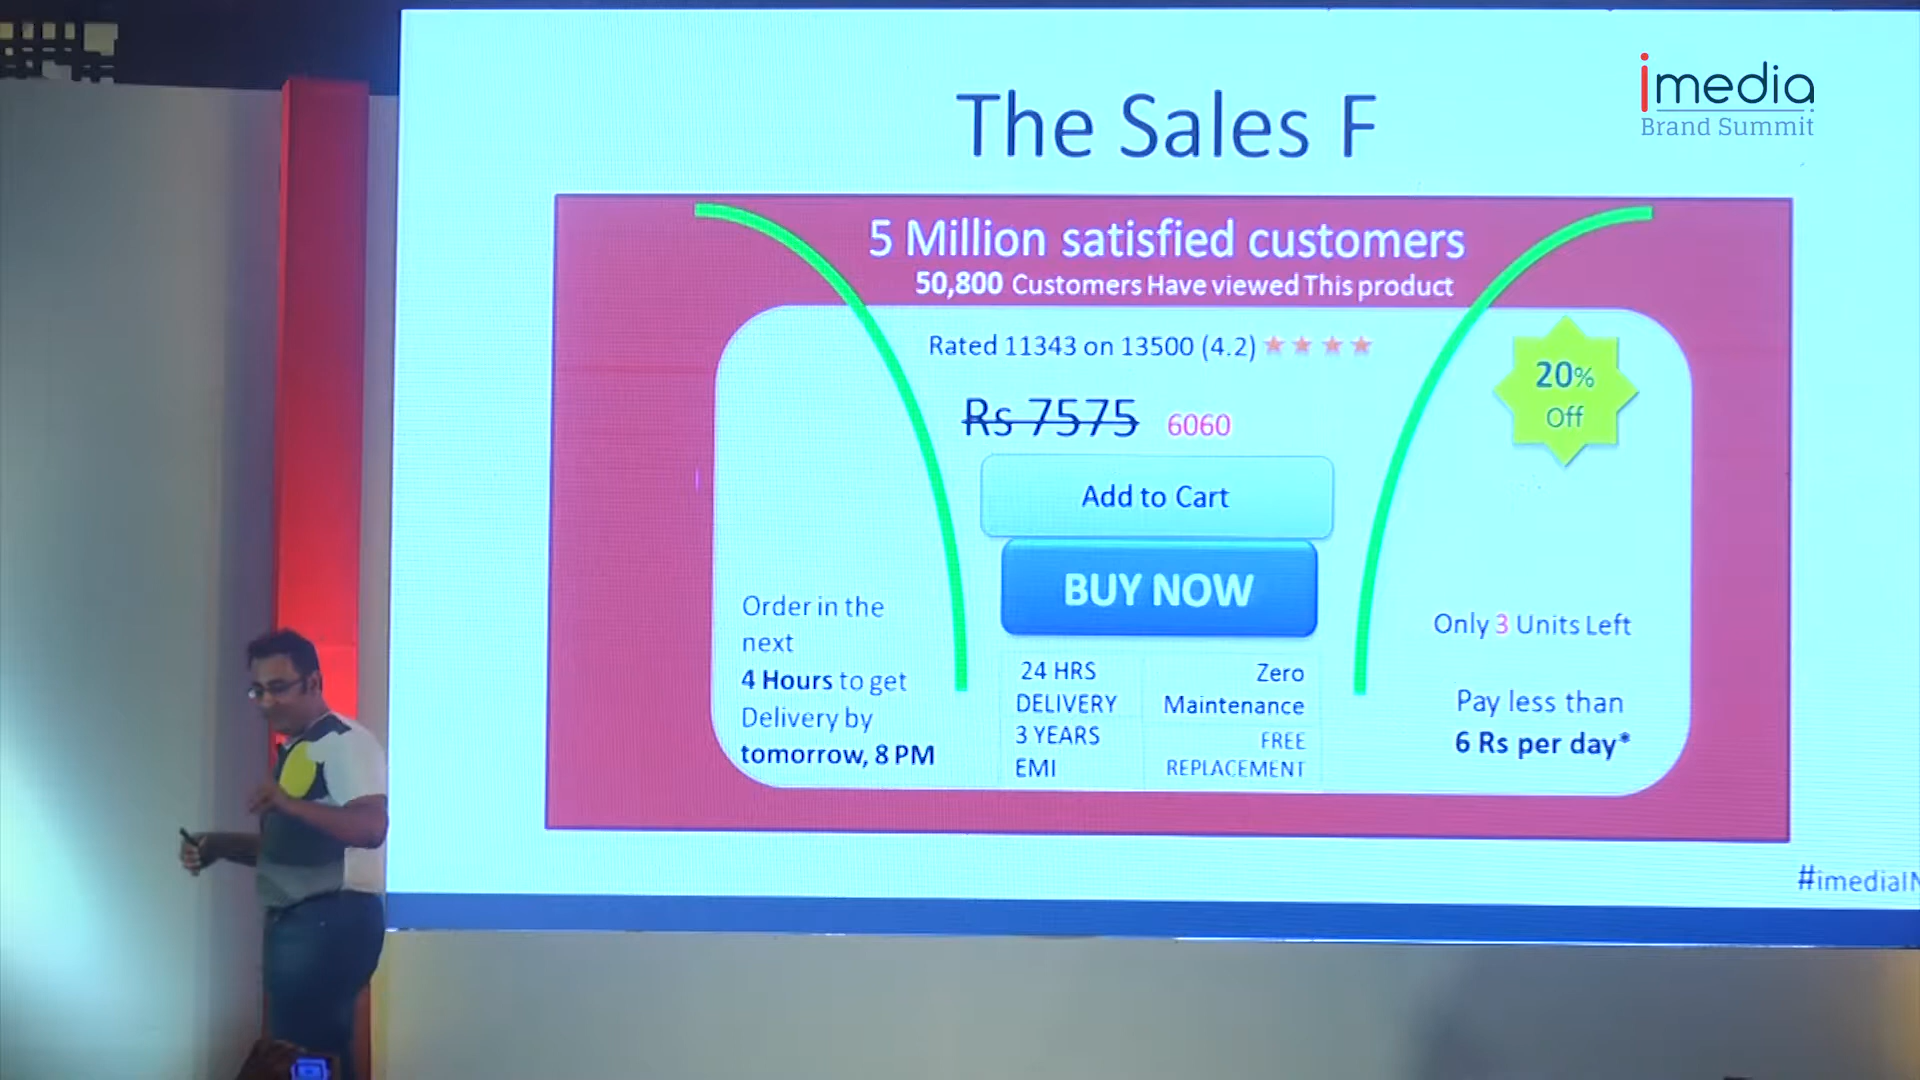 imedia
Brand Summit
The Sales F
5 Million satisfied customers
50,800 Customers Have viewed This product
Rated 11343 on 13500 (4.2)
20%
Off
Rs 7575 6060
Add to Cart
BUY NOW
Order in the
next
4 Hours to get
Delivery by
tomorrow, 8 PM
24 HRS
DELIVERY
3 YEARS
EMI
Zero
Maintenance
FREE
REPLACEMENT
Only 3 Units Left
Pay less than
6 Rs per day*
#imediaIN